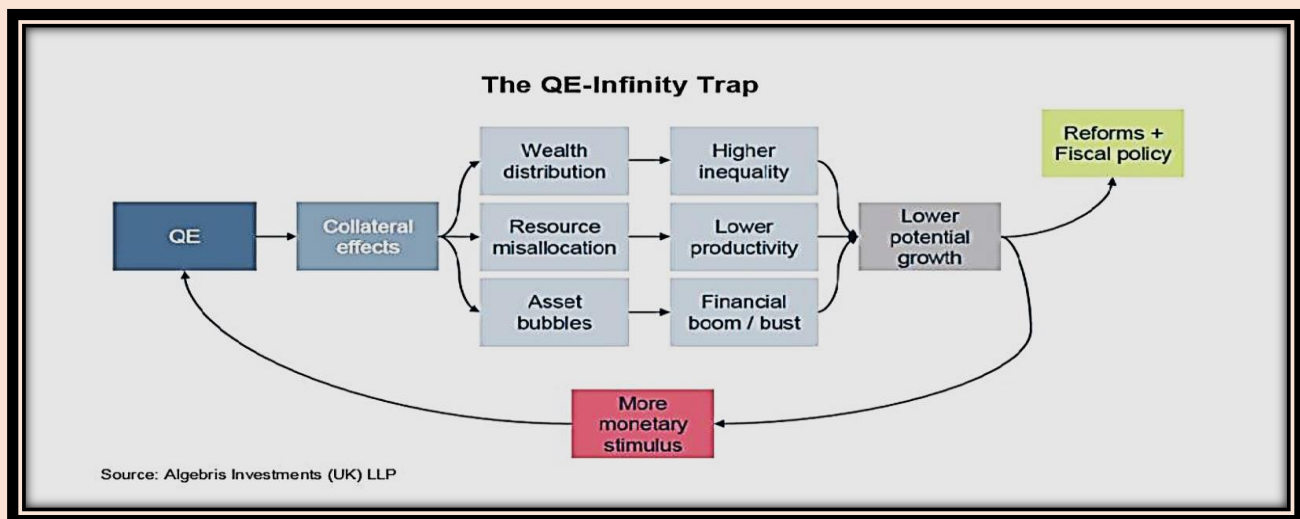 The QE-Infinity Trap
QE
Collateral
effects
Wealth
distribution
Resource
misallocation
Asset
bubbles
Higher
inequality
Lower
productivity
Financial
boom / bust
Lower
potential
growth
Reforms +
Fiscal policy
More
monetary
stimulus
Source: Algebris Investments (UK) LLP